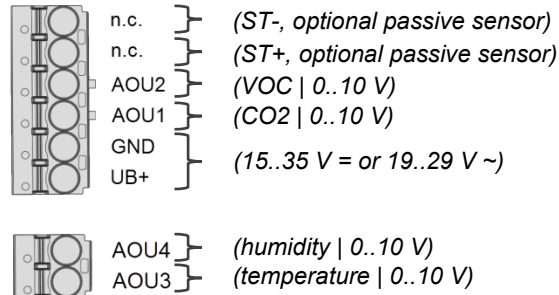 n.c. (ST-, optional passive sensor)
n.c. (ST+, optional passive sensor)
AOU2 (VOC | 0..10 V)
AOU1 (CO2 | 0..10 V)
GND
(15..35 V = or 19..29 V ~)
UB+
AOU4 (humidity | 0..10 V)
AOU3 (temperature | 0..10 V)